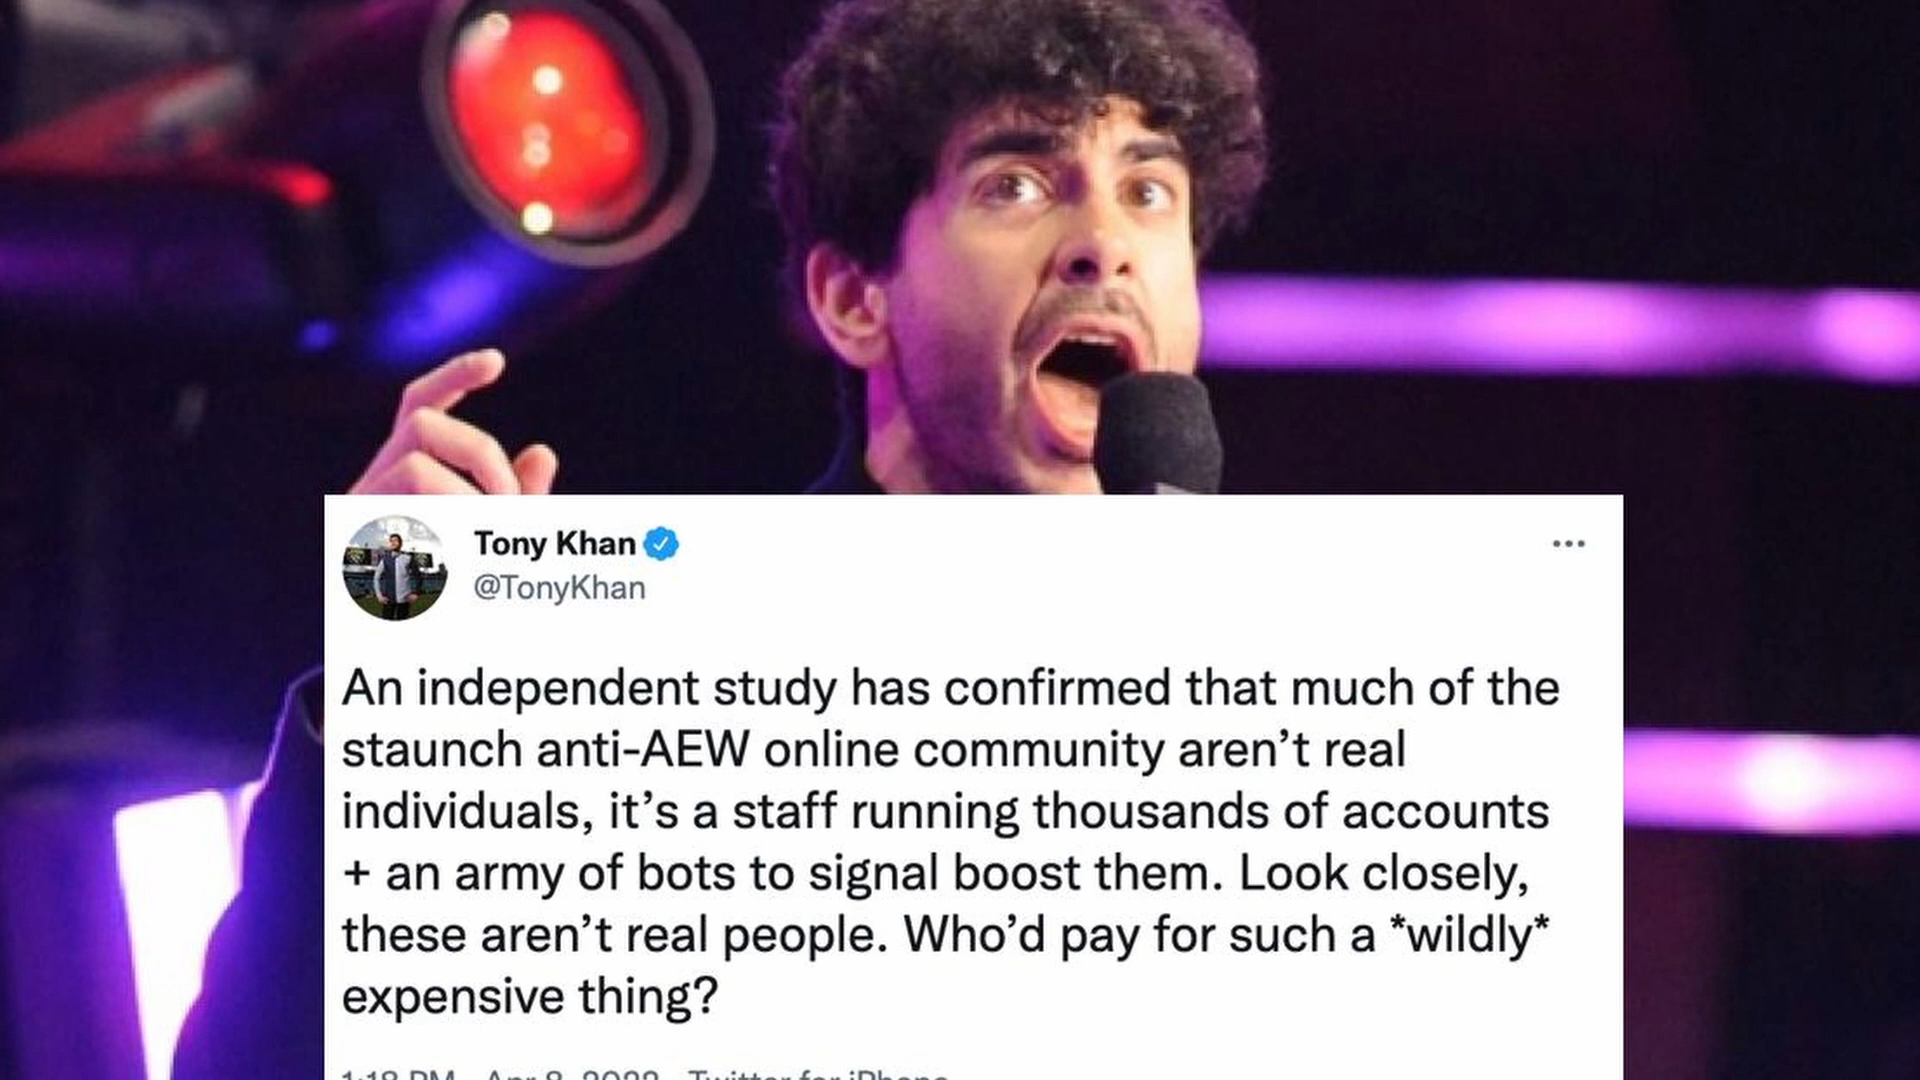 Tony Khan
@TonyKhan
An independent study has confirmed that much of the
staunch anti-AEW online community aren't real
individuals, it's a staff running thousands of accounts
+ an army of bots to signal boost them. Look closely,
these aren't real people. Who'd pay for such a *wildly*
expensive thing?
1:18 PM · Apr 8, 2022 · Twitter for iPhone